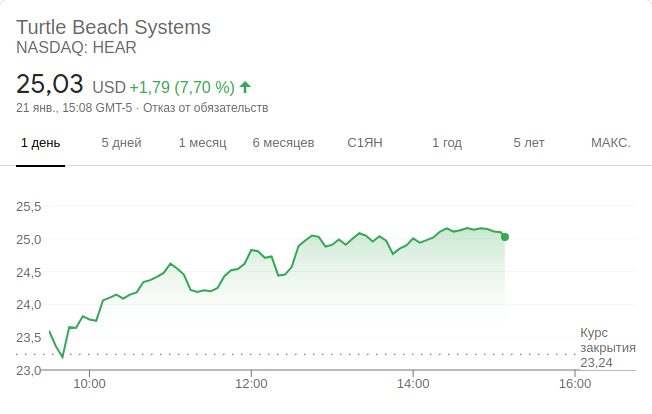 Turtle Beach Systems
NASDAQ: HEAR
25,03 USD +1,79 (7,70 %)
21 янв., 15:08 GMT-5 · Отказ от обязательств
1 день 5 дней 1 месяц 6 месяцев С1ЯН 1 год 5 лет МАКС.
25,5
25,0
24,5
24,0
23,5
23,0
Курс
закрытия
23,24
10:00 12:00 14:00 16:00